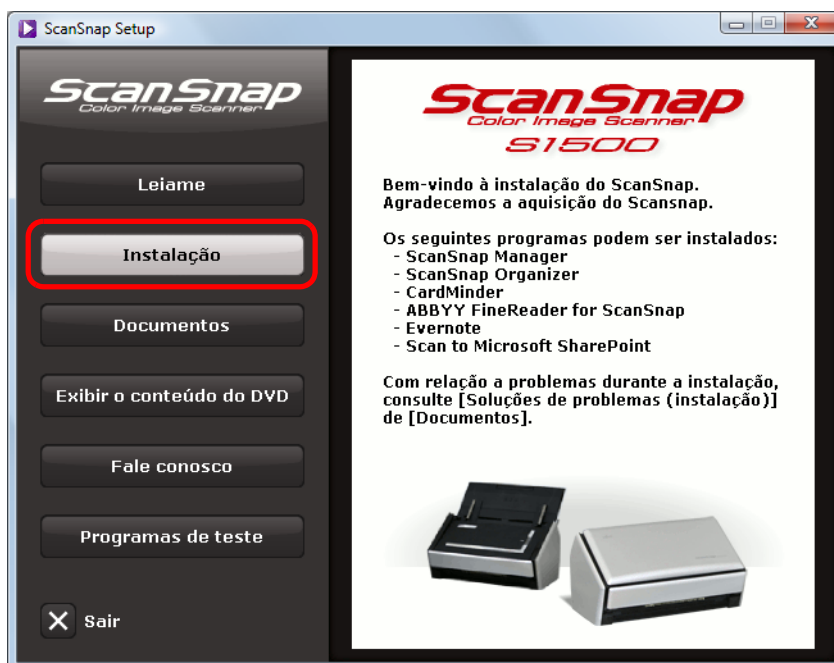 ScanSnap Setup
ScanSnap
Color Image Scanner
Leiame
Instalação
Documentos
Exibir o conteúdo do DVD
Fale conosco
Programas de teste
Sair
ScanSnap
Color Image Scanner
S1500
Bem-vindo à instalação do ScanSnap.
Agradecemos a aquisição do Scansnap.
Os seguintes programas podem ser instalados:
- ScanSnap Manager
- ScanSnap Organizer
- CardMinder
- ABBYY FineReader for ScanSnap
- Evernote
- Scan to Microsoft SharePoint
Com relação a problemas durante a instalação,
consulte [Soluções de problemas (instalação)]
de [Documentos].